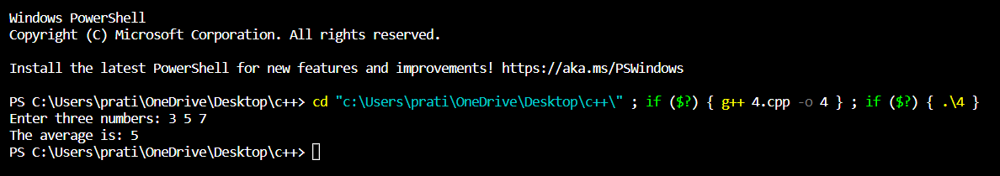 Windows PowerShell
Copyright (C) Microsoft Corporation. All rights reserved.
Install the latest PowerShell for new features and improvements! https://aka.ms/PSWindows
PS C:\Users\prati\OneDrive\Desktop\c++> cd "c:\Users\prati\OneDrive\Desktop\c++\" ; if ($?) { g++ 4.cpp -o 4 } ; if ($?) { .\4 }
Enter three numbers: 3 5 7
The average is: 5
PS C:\Users\prati\OneDrive\Desktop\c++>